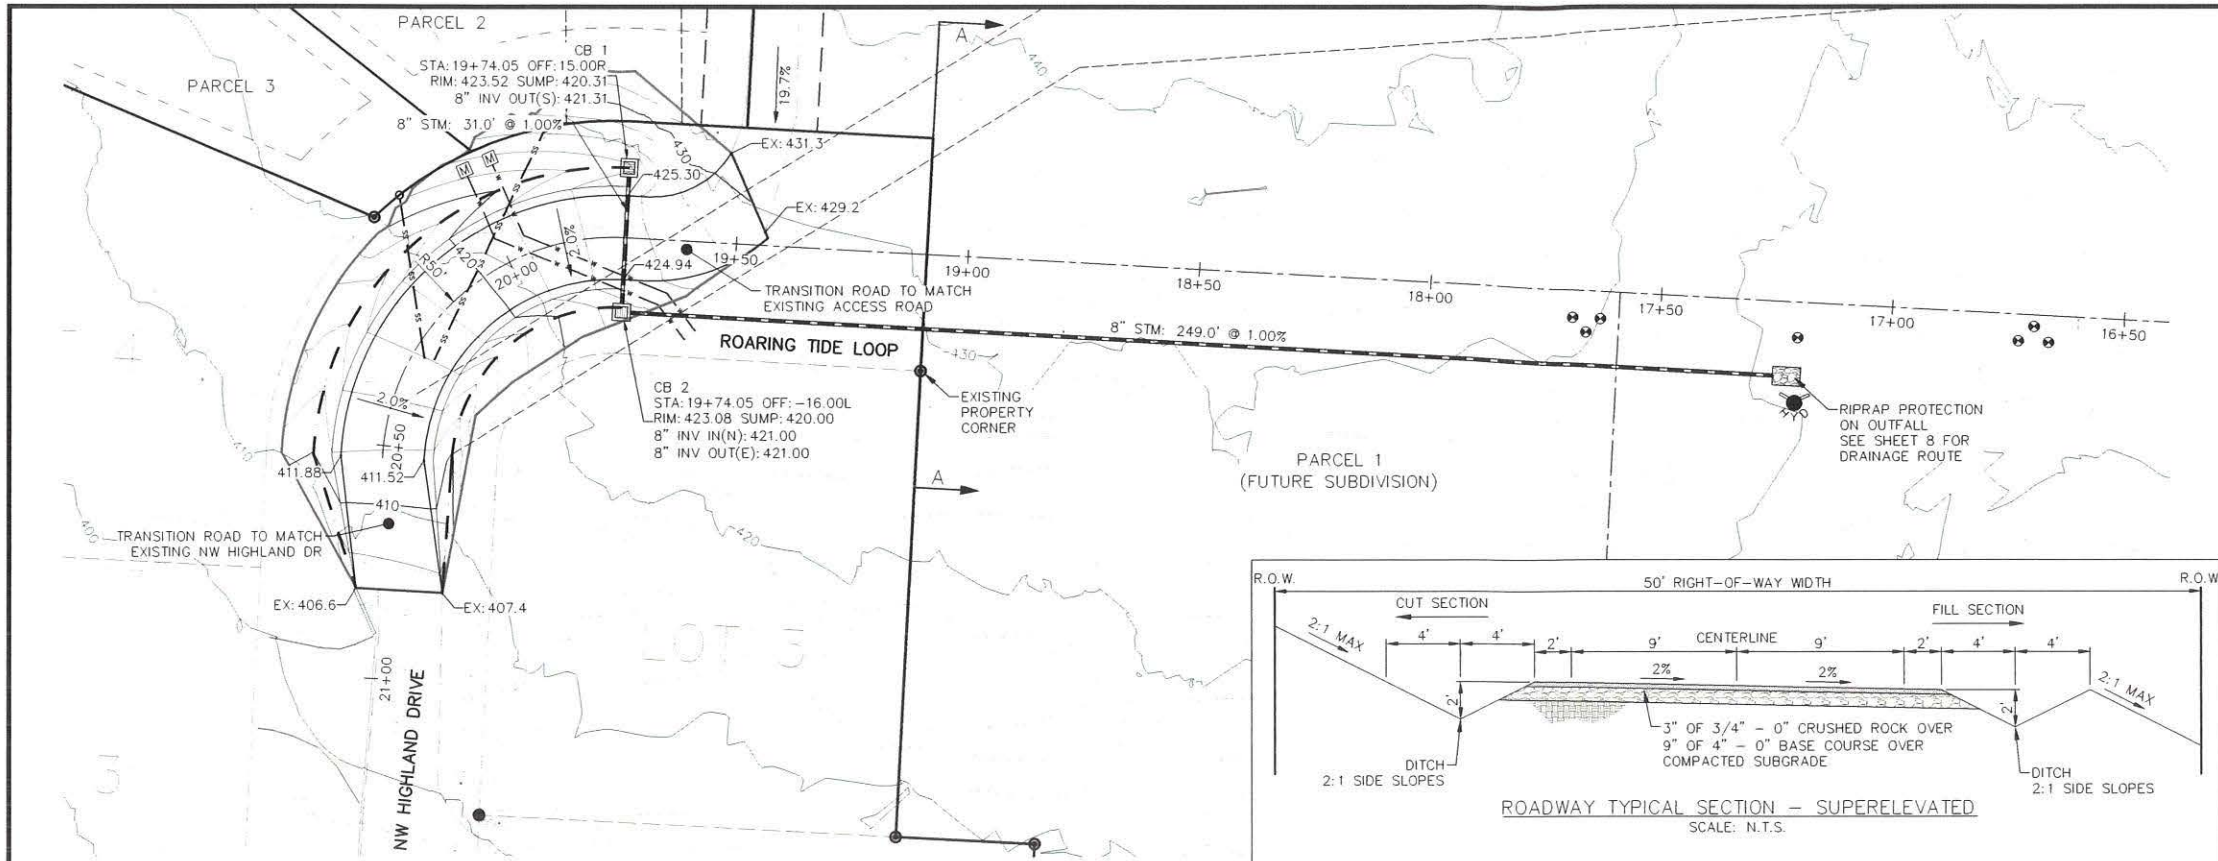 PARCEL 2
PARCEL 3
CB 1
STA: 19+74.05 OFF: 15.00R
RIM: 423.52 SUMP: 420.31
8" INV OUT(S): 421.31
8" STM: 31.0' @ 1.00%
19.7%
A
440
430
EX: 431.3
425.30
EX: 429.2
M
M
SS
SS
SS
SS
SS
SS
R50'
420
20+00
2.0%
424.94
19+50
19+00
18+50
18+00
17+50
17+00
16+50
TRANSITION ROAD TO MATCH
EXISTING ACCESS ROAD
8" STM: 249.0' @ 1.00%
ROARING TIDE LOOP
430
CB 2
STA: 19+74.05 OFF: -16.00L
RIM: 423.08 SUMP: 420.00
8" INV IN(N): 421.00
8" INV OUT(E): 421.00
EXISTING
PROPERTY
CORNER
HYD
RIPRAP PROTECTION
ON OUTFALL
SEE SHEET 8 FOR
DRAINAGE ROUTE
PARCEL 1
(FUTURE SUBDIVISION)
A
4
2.0%
20+50
410
411.88
411.52
410
400
420
TRANSITION ROAD TO MATCH
EXISTING NW HIGHLAND DR
EX: 406.6
EX: 407.4
LOT 3
3
21+00
NW HIGHLAND DRIVE
R.O.W.
50' RIGHT-OF-WAY WIDTH
R.O.W.
CUT SECTION
FILL SECTION
2:1 MAX
4'
4'
2'
9'
CENTERLINE
9'
2'
4'
4'
2%
2%
2:1 MAX
2'
2'
3" OF 3/4" - 0" CRUSHED ROCK OVER
9" OF 4" - 0" BASE COURSE OVER
COMPACTED SUBGRADE
DITCH
2:1 SIDE SLOPES
DITCH
2:1 SIDE SLOPES
ROADWAY TYPICAL SECTION - SUPERELEVATED
SCALE: N.T.S.